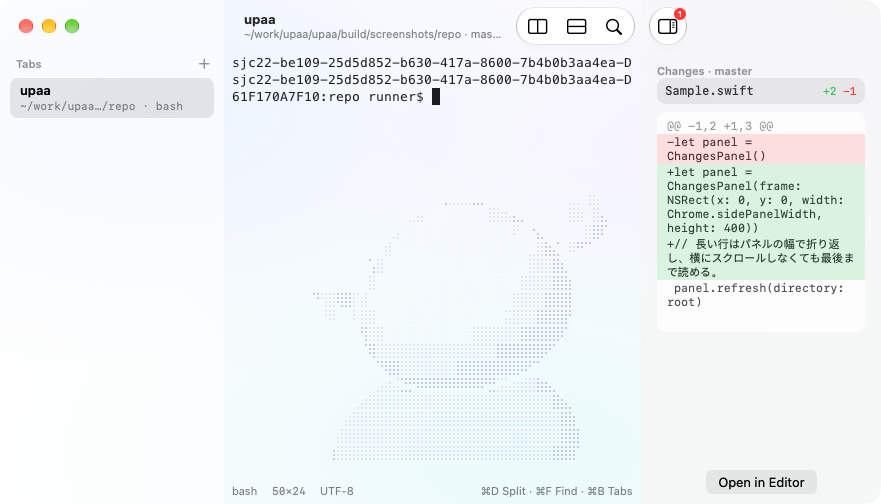 upaa
~/work/upaa/upaa/build/screenshots/repo · mas…
1
Tabs
upaa
~/work/upaa…/repo · bash
sjc22-be109-25d5d852-b630-417a-8600-7b4b0b3aa4ea-D
sjc22-be109-25d5d852-b630-417a-8600-7b4b0b3aa4ea-D
61F170A7F10:repo runner$
Changes · master
Sample.swift +2 −1
@@ -1,2 +1,3 @@
-let panel =
ChangesPanel()
+let panel =
ChangesPanel(frame:
NSRect(x: 0, y: 0, width:
Chrome.sidePanelWidth,
height: 400))
+// 長い行はパネルの幅で折り返
し、横にスクロールしなくても最後ま
で読める。
panel.refresh(directory:
root)
Open in Editor
bash 50×24 UTF-8
⌘D Split · ⌘F Find · ⌘B Tabs